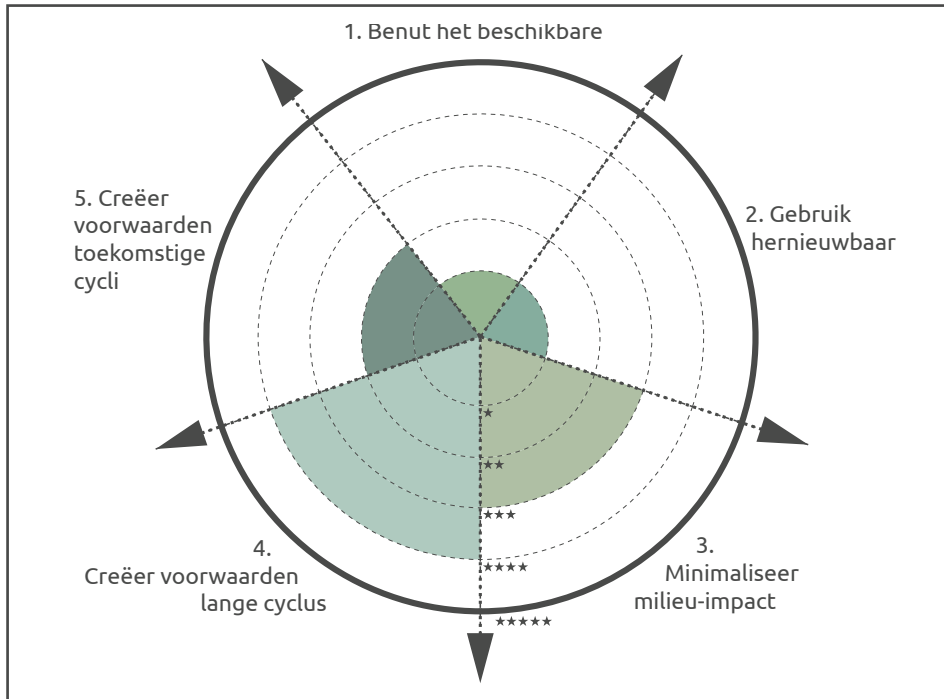 1. Benut het beschikbare
2. Gebruik
hernieuwbaar
3.
Minimaliseer
milieu-impact
4.
Creëer voorwaarden
lange cyclus
5. Creëer
voorwaarden
toekomstige
cycli
★
★★
★★★
★★★★
★★★★★